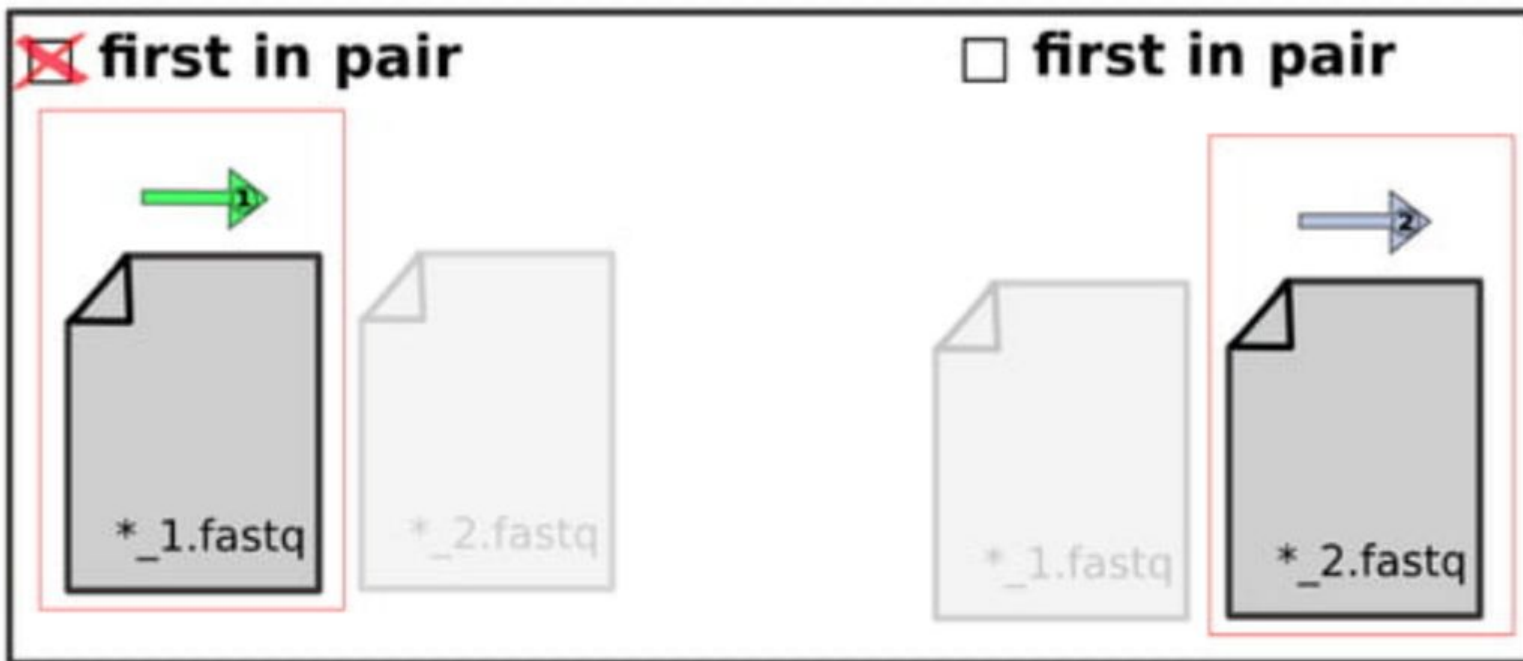 first in pair
first in pair
1
2
*_1.fastq
*_2.fastq
*_1.fastq
*_2.fastq